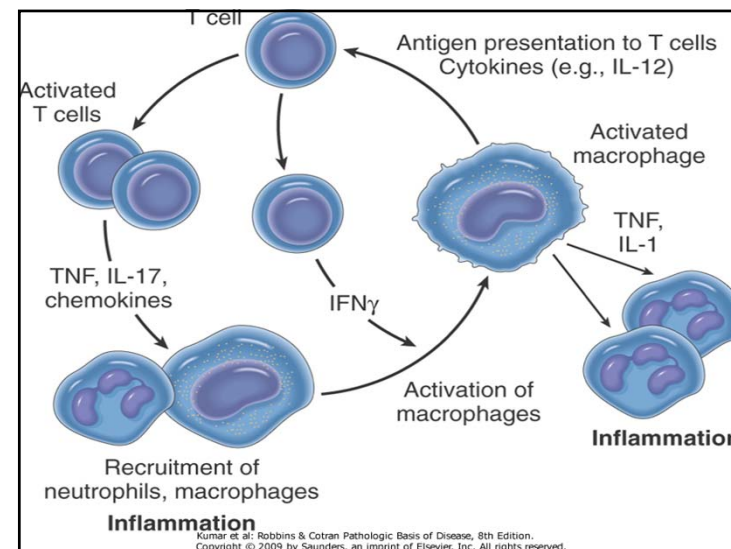 T cell
Antigen presentation to T cells
Cytokines (e.g., IL-12)
Activated
T cells
Activated
macrophage
TNF,
IL-1
TNF, IL-17,
chemokines
IFNγ
Activation of
macrophages
Inflammation
Recruitment of
neutrophils, macrophages
Inflammation
Kumar et al: Robbins & Cotran Pathologic Basis of Disease, 8th Edition.
Copyright © 2009 by Saunders, an imprint of Elsevier, Inc. All rights reserved.